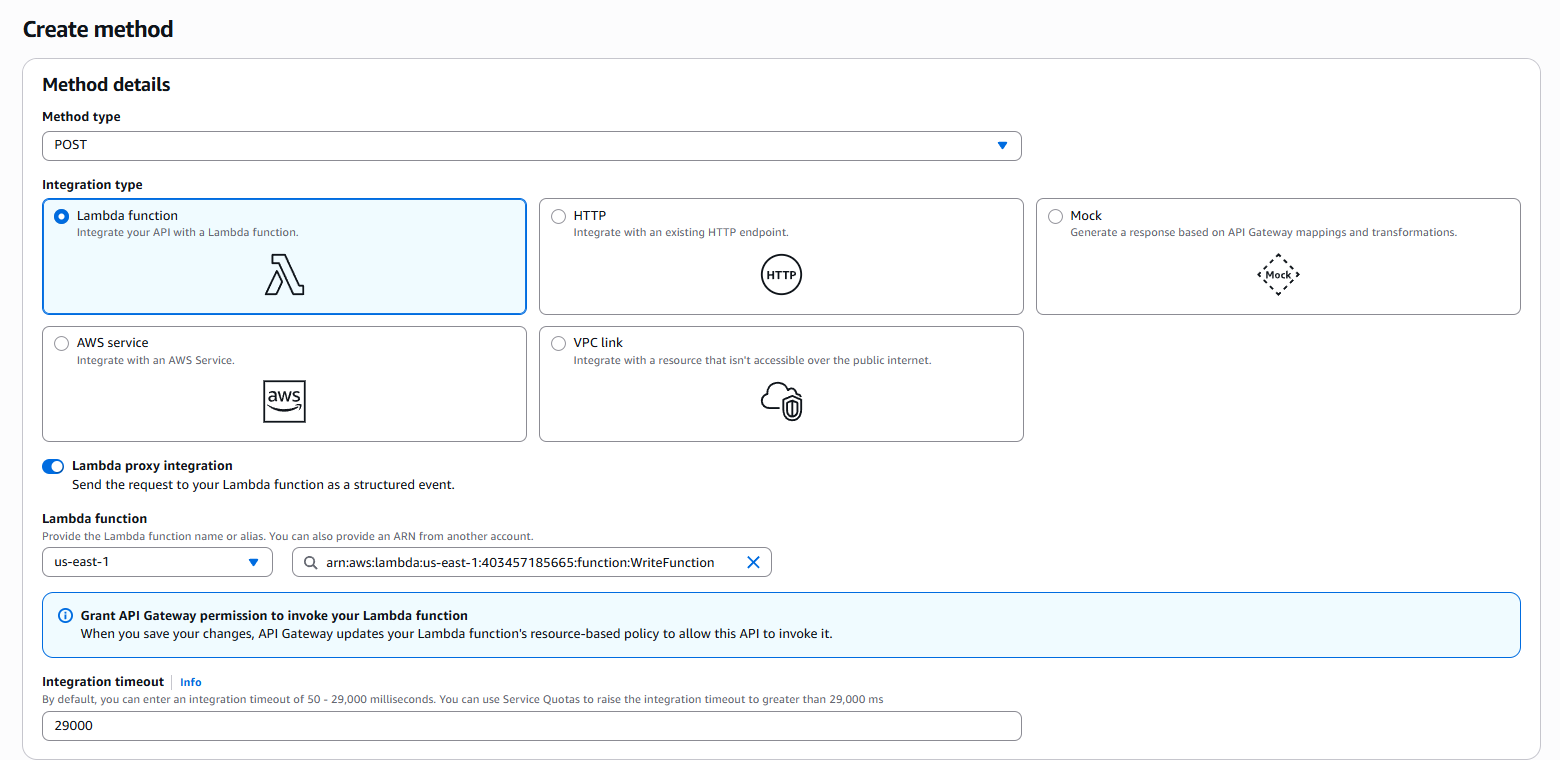 Create method
Method details
Method type
POST
Integration type
Lambda function
Integrate your API with a Lambda function.
HTTP
Integrate with an existing HTTP endpoint.
HTTP
Mock
Generate a response based on API Gateway mappings and transformations.
Mock
AWS service
Integrate with an AWS Service.
aws
VPC link
Integrate with a resource that isn't accessible over the public internet.
Lambda proxy integration
Send the request to your Lambda function as a structured event.
Lambda function
Provide the Lambda function name or alias. You can also provide an ARN from another account.
us-east-1
arn:aws:lambda:us-east-1:403457185665:function:WriteFunction
Grant API Gateway permission to invoke your Lambda function
When you save your changes, API Gateway updates your Lambda function's resource-based policy to allow this API to invoke it.
Integration timeout Info
By default, you can enter an integration timeout of 50 - 29,000 milliseconds. You can use Service Quotas to raise the integration timeout to greater than 29,000 ms
29000